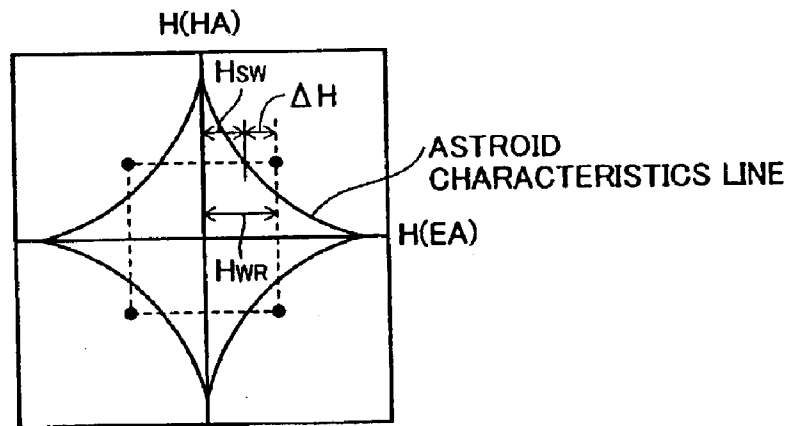 H(HA)
HSW
ΔH
ASTROID
CHARACTERISTICS LINE
H(EA)
HWR